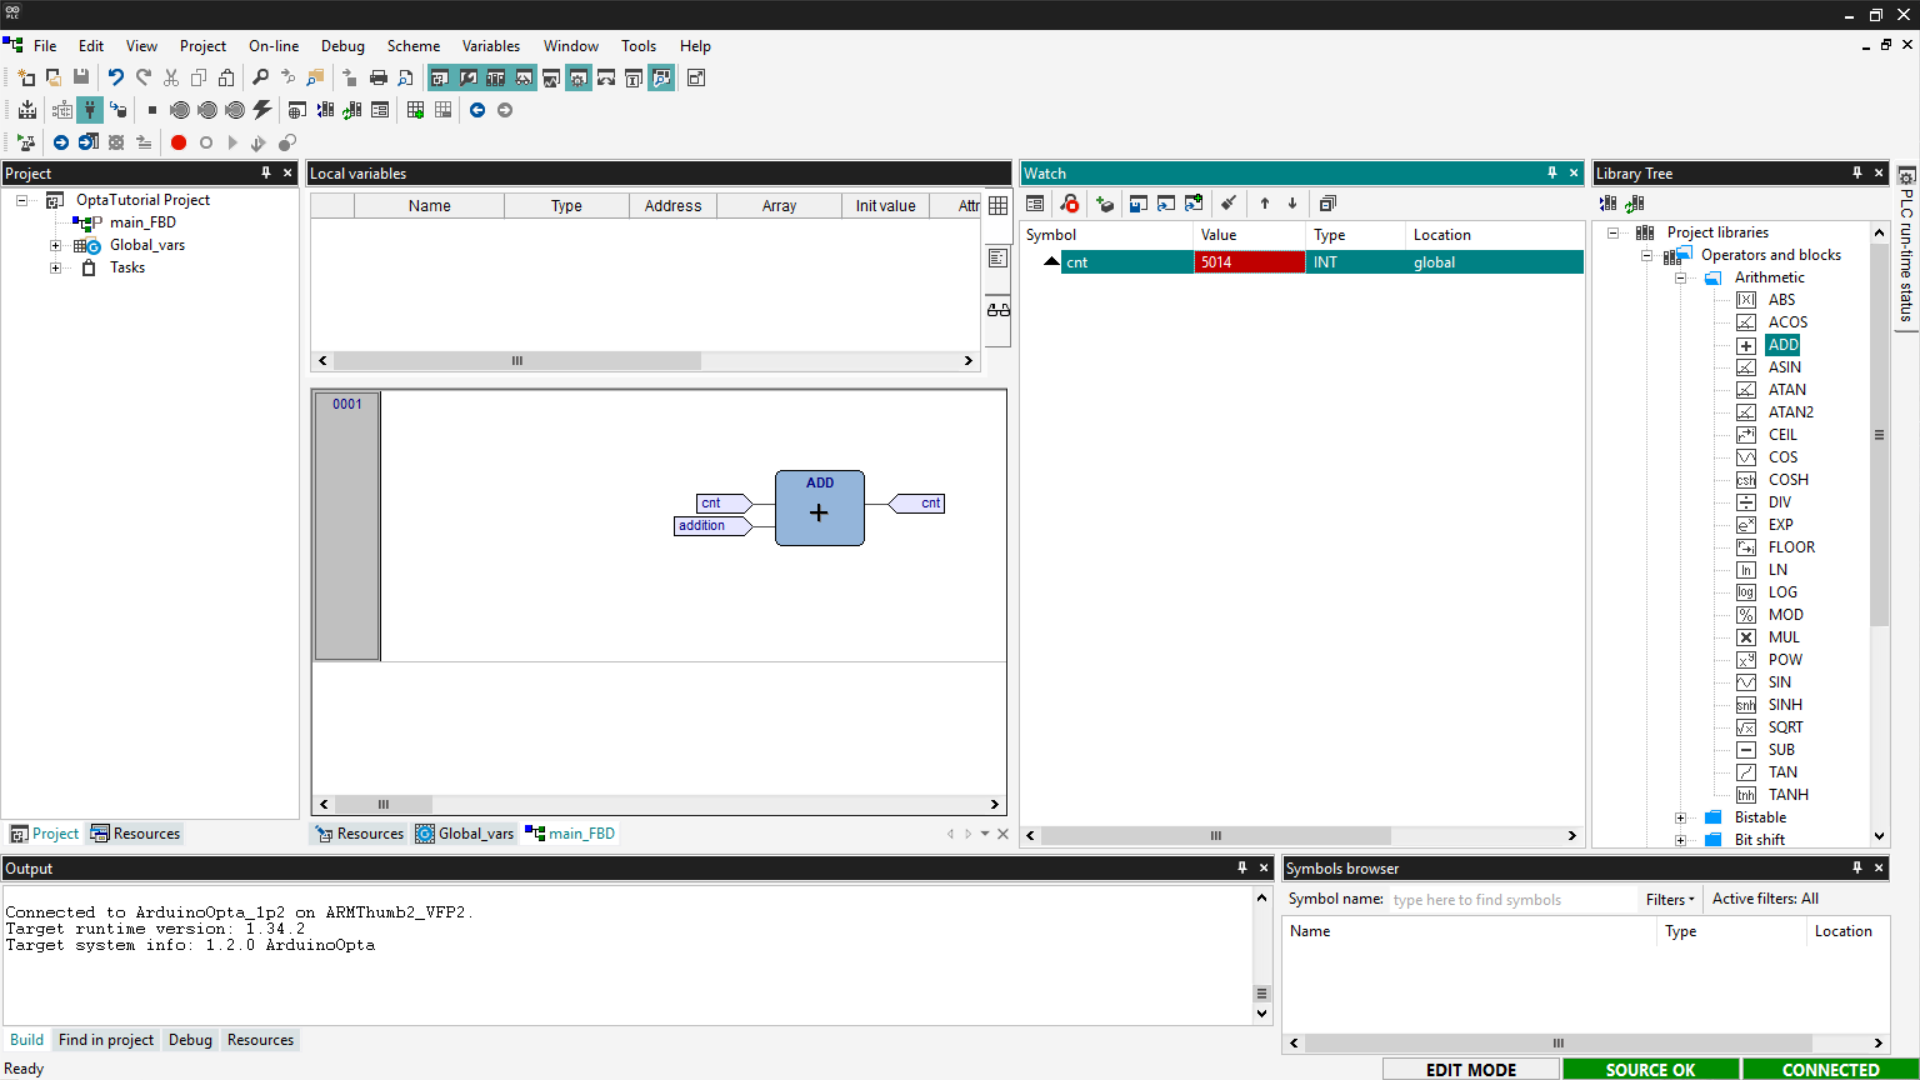 PLC
File Edit View Project On-line Debug Scheme Variables Window Tools Help
Project
OptaTutorial Project
main_FBD
Global_vars
Tasks
Project Resources
Local variables
Name Type Address Array Init value Attr
0001
ADD
cnt
addition
cnt
Resources Global_vars main_FBD
Watch
Symbol Value Type Location
cnt 5014 INT global
Library Tree
Project libraries
Operators and blocks
Arithmetic
ABS
ACOS
ADD
ASIN
ATAN
ATAN2
CEIL
COS
COSH
DIV
EXP
FLOOR
LN
LOG
MOD
MUL
POW
SIN
SINH
SQRT
SUB
TAN
TANH
Bistable
Bit shift
PLC run-time status
Output
Connected to ArduinoOpta_1p2 on ARMThumb2_VFP2.
Target runtime version: 1.34.2
Target system info: 1.2.0 ArduinoOpta
Build Find in project Debug Resources
Symbols browser
Symbol name: type here to find symbols Filters Active filters: All
Name Type Location
Ready EDIT MODE SOURCE OK CONNECTED